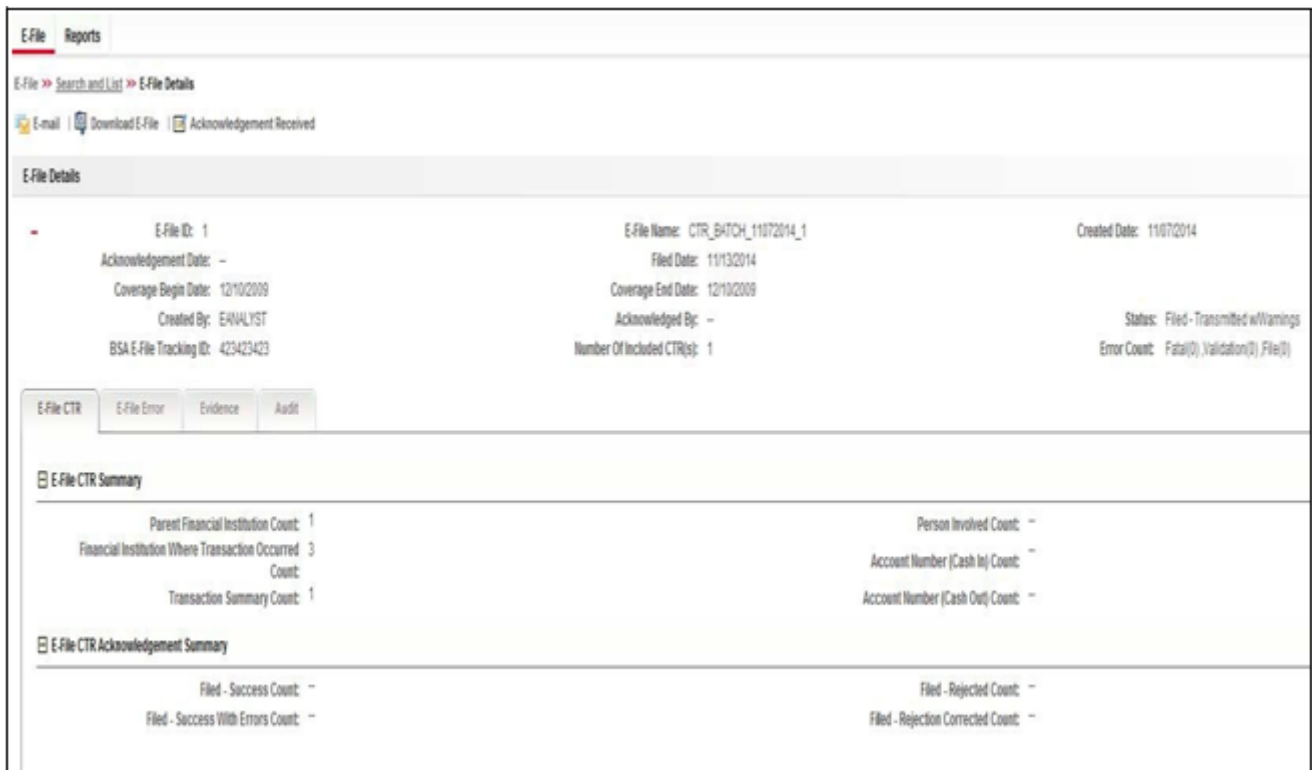 E-File Reports
E-File » Search and List » E-File Details
E-mail | Download E-File | Acknowledgement Received
E-File Details
E-File ID: 1 E-File Name: CTR_BATCH_11072014_1 Created Date: 11/07/2014
Acknowledgement Date: -- Filed Date: 11/13/2014
Coverage Begin Date: 12/10/2009 Coverage End Date: 12/10/2009
Created By: EANALYST Acknowledged By: -- Status: Filed - Transmitted w/Warnings
BSA E-File Tracking ID: 423423423 Number Of Included CTR(s): 1 Error Count: Fatal(0) ,Validation(0) ,File(0)
E-File CTR E-File Error Evidence Audit
E-File CTR Summary
Parent Financial Institution Count: 1 Person Involved Count: --
Financial Institution Where Transaction Occurred 3 Account Number (Cash In) Count: --
Count:
Transaction Summary Count: 1 Account Number (Cash Out) Count: --
E-File CTR Acknowledgement Summary
Filed - Success Count: -- Filed - Rejected Count: --
Filed - Success With Errors Count: -- Filed - Rejection Corrected Count: --